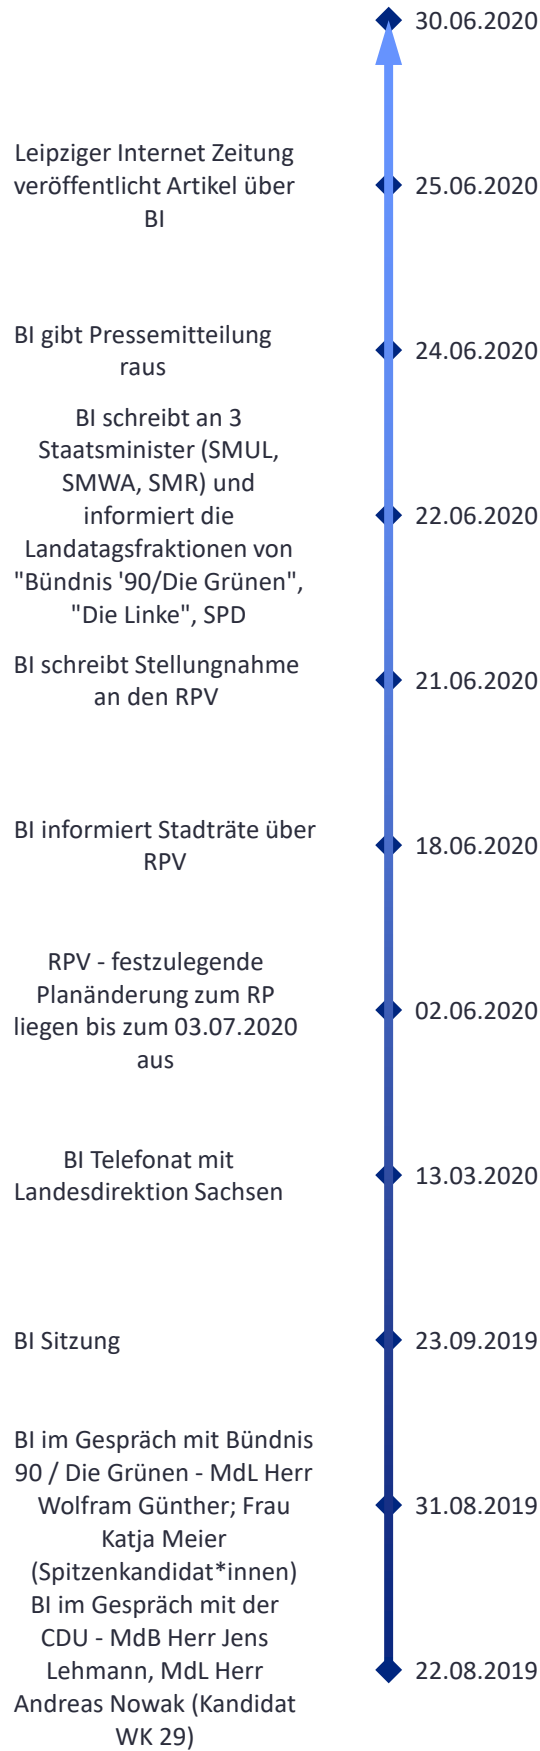 30.06.2020
Leipziger Internet Zeitung
veröffentlicht Artikel über
BI
25.06.2020
BI gibt Pressemitteilung
raus
24.06.2020
BI schreibt an 3
Staatsminister (SMUL,
SMWA, SMR) und
informiert die
Landatagsfraktionen von
"Bündnis '90/Die Grünen",
"Die Linke", SPD
22.06.2020
BI schreibt Stellungnahme
an den RPV
21.06.2020
BI informiert Stadträte über
RPV
18.06.2020
RPV - festzulegende
Planänderung zum RP
liegen bis zum 03.07.2020
aus
02.06.2020
BI Telefonat mit
Landesdirektion Sachsen
13.03.2020
BI Sitzung
23.09.2019
BI im Gespräch mit Bündnis
90 / Die Grünen - MdL Herr
Wolfram Günther; Frau
Katja Meier
(Spitzenkandidat*innen)
31.08.2019
BI im Gespräch mit der
CDU - MdB Herr Jens
Lehmann, MdL Herr
Andreas Nowak (Kandidat
WK 29)
22.08.2019